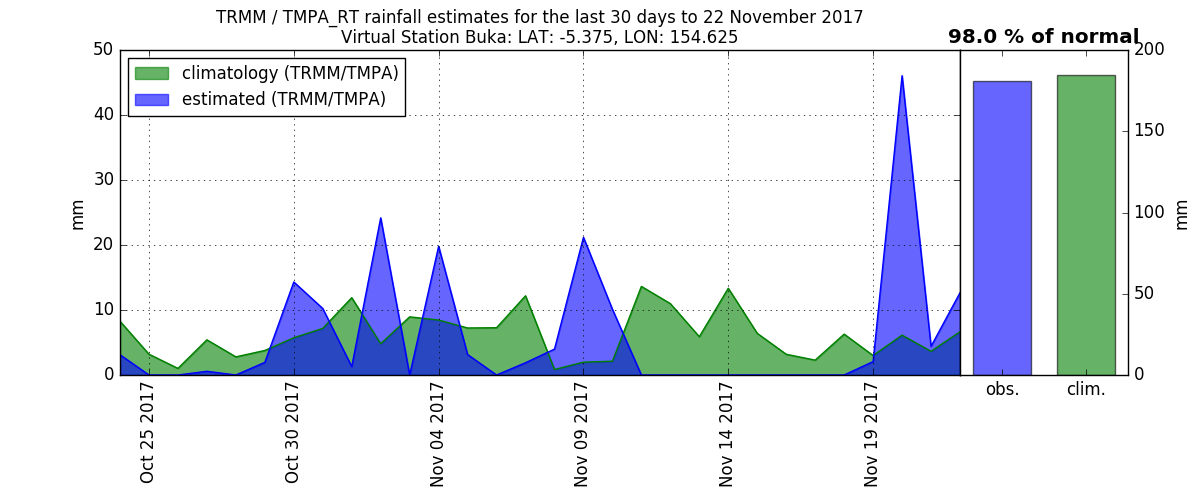 TRMM / TMPA_RT rainfall estimates for the last 30 days to 22 November 2017
Virtual Station Buka: LAT: -5.375, LON: 154.625
98.0 % of normal
climatology (TRMM/TMPA)
estimated (TRMM/TMPA)
50
40
30
20
10
0
mm
200
150
100
50
0
mm
obs.
clim.
Oct 25 2017
Oct 30 2017
Nov 04 2017
Nov 09 2017
Nov 14 2017
Nov 19 2017